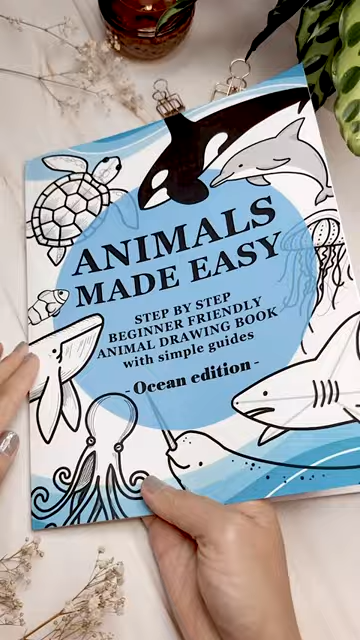 ANIMALS
MADE EASY
STEP BY STEP
BEGINNER FRIENDLY
ANIMAL DRAWING BOOK
with simple guides
- Ocean edition -